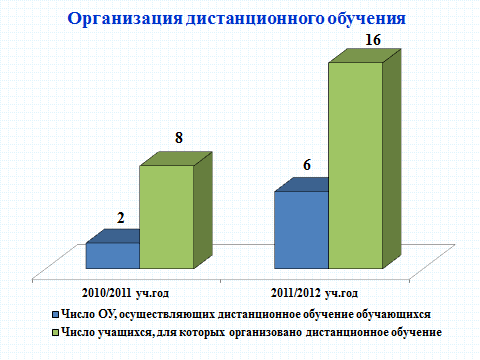 Организация дистанционного обучения
16
8
6
2
2010/2011 уч.год 2011/2012 уч.год
Число ОУ, осуществляющих дистанционное обучение обучающихся
Число учащихся, для которых организовано дистанционное обучение